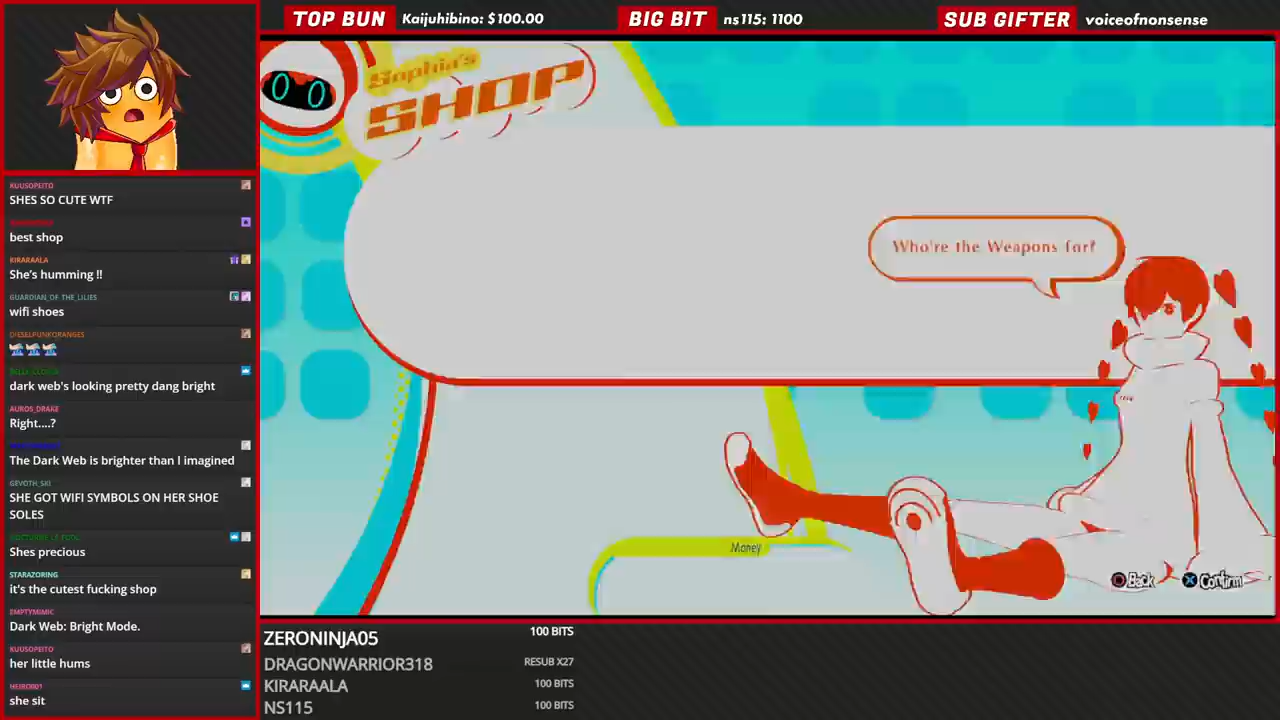 TOP BUN
Kaijuhibino: $100.00
BIG BIT
ns115: 1100
SUB GIFTER
voiceofnonsense
Sophia's
SHOP
Who're the Weapons for?
Money
Back
Confirm
KUUSOPEITO
SHES SO CUTE WTF
best shop
KIRARAALA
She's humming !!
GUARDIAN_OF_THE_LILIES
wifi shoes
DIESELPUNKORANGES
dark web's looking pretty dang bright
AUROS_DRAKE
Right....?
The Dark Web is brighter than I imagined
GEVOTH_SKI
SHE GOT WIFI SYMBOLS ON HER SHOE
SOLES
Shes precious
STARAZORING
it's the cutest fucking shop
EMPTYMIMIC
Dark Web: Bright Mode.
KUUSOPEITO
her little hums
she sit
ZERONINJA05
100 BITS
DRAGONWARRIOR318
RESUB X27
KIRARAALA
100 BITS
NS115
100 BITS